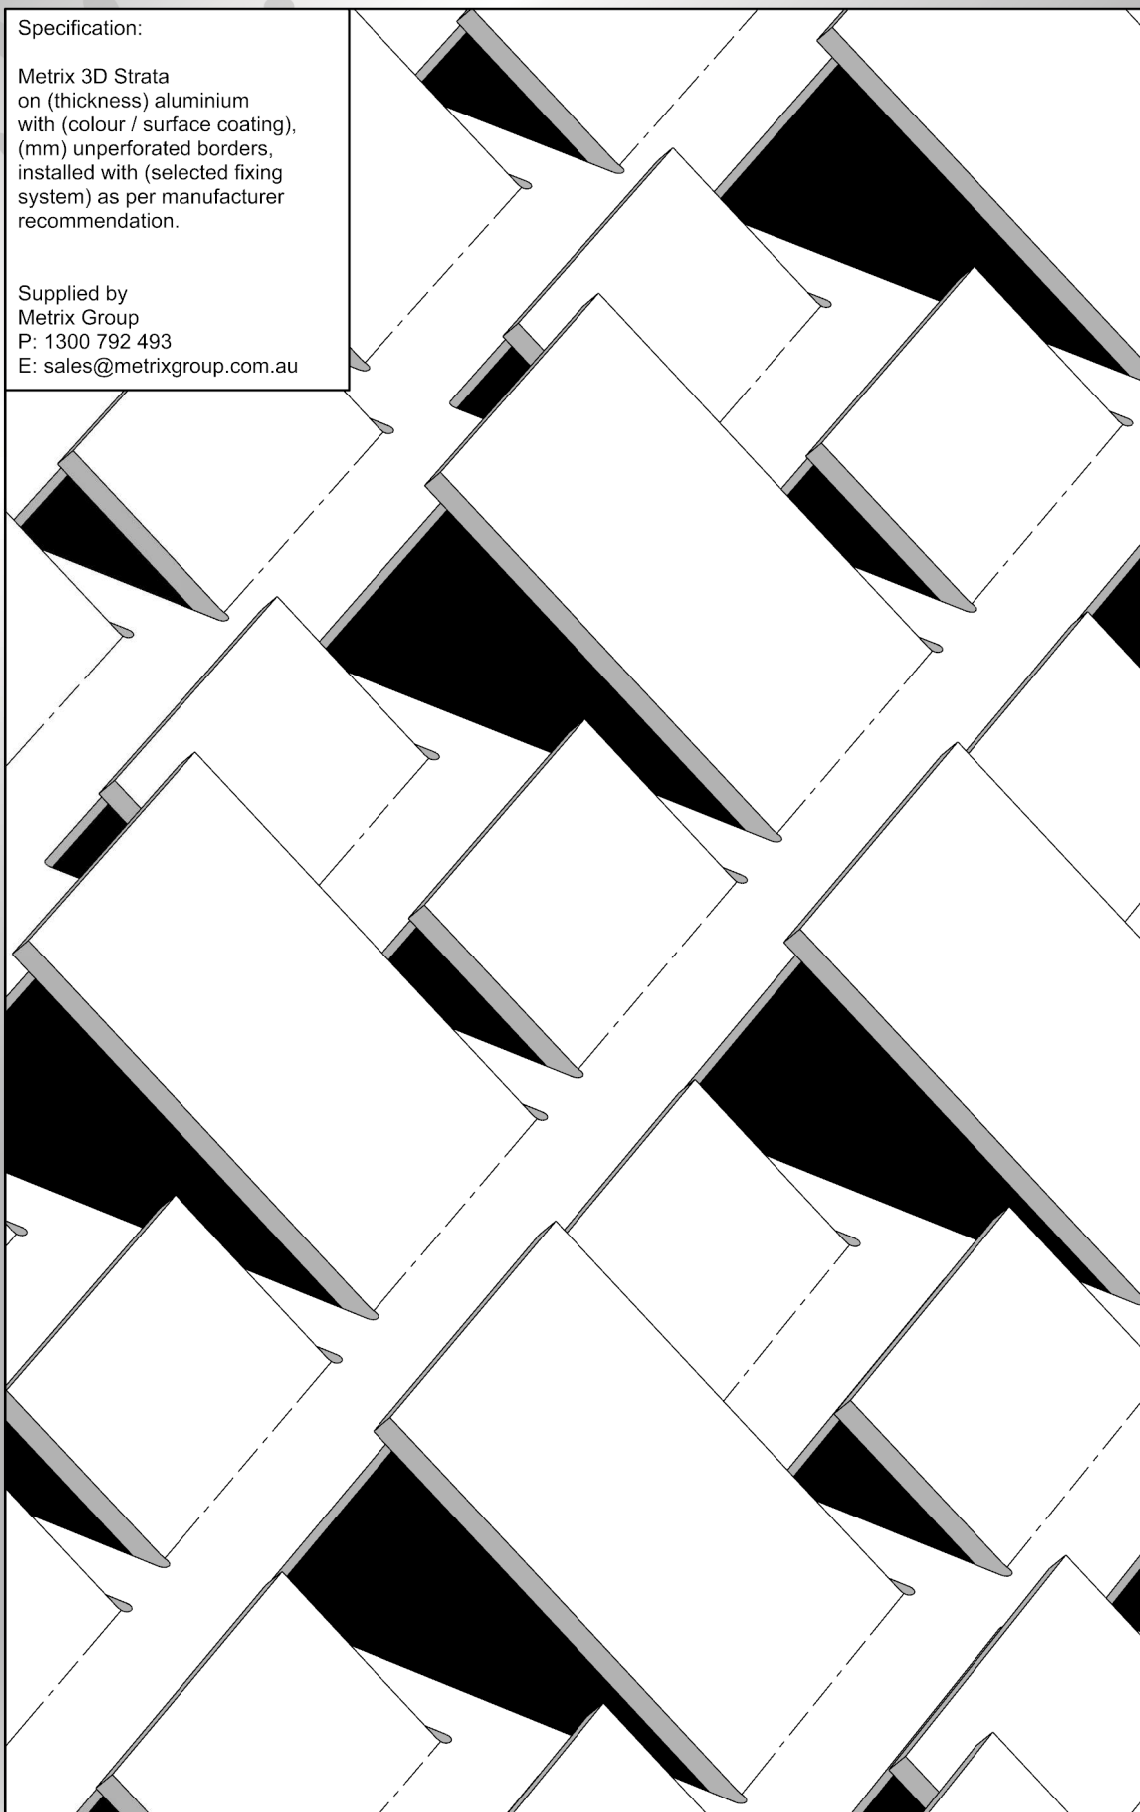 Specification:
Metrix 3D Strata
on (thickness) aluminium
with (colour / surface coating),
(mm) unperforated borders,
installed with (selected fixing
system) as per manufacturer
recommendation.
Supplied by
Metrix Group
P: 1300 792 493
E: sales@metrixgroup.com.au